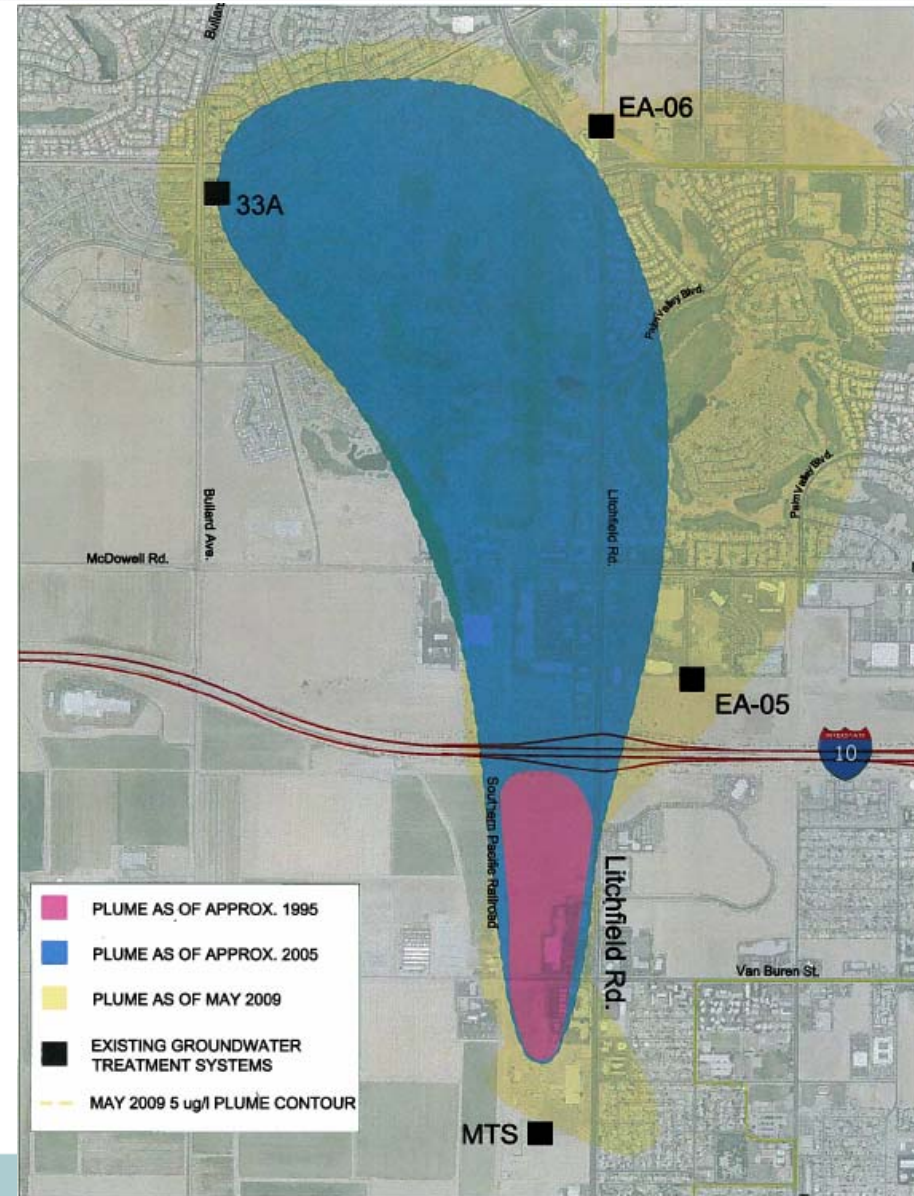 Bullar
EA-06
33A
Palm Valley Blvd.
Palm Valley Blvd.
Bullard Ave.
Litchfield Rd.
McDowell Rd.
EA-05
INTERSTATE
10
Southern Pacific Railroad
Litchfield Rd.
Van Buren St.
PLUME AS OF APPROX. 1995
PLUME AS OF APPROX. 2005
PLUME AS OF MAY 2009
EXISTING GROUNDWATER
TREATMENT SYSTEMS
MAY 2009 5 ug/l PLUME CONTOUR
MTS